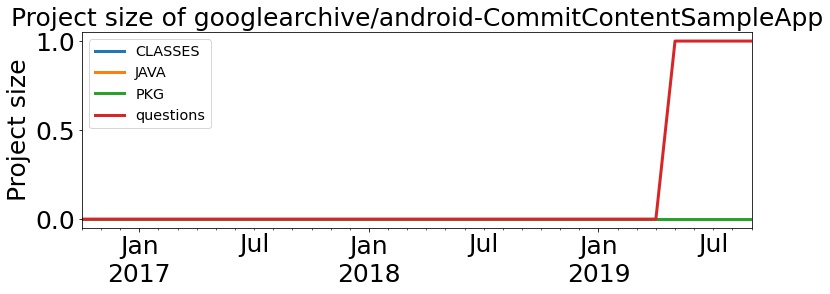 Project size of googlearchive/android-CommitContentSampleApp
Project size
1.0
0.5
0.0
CLASSES
JAVA
PKG
questions
Jan Jul Jan Jul Jan Jul
2017 2018 2019